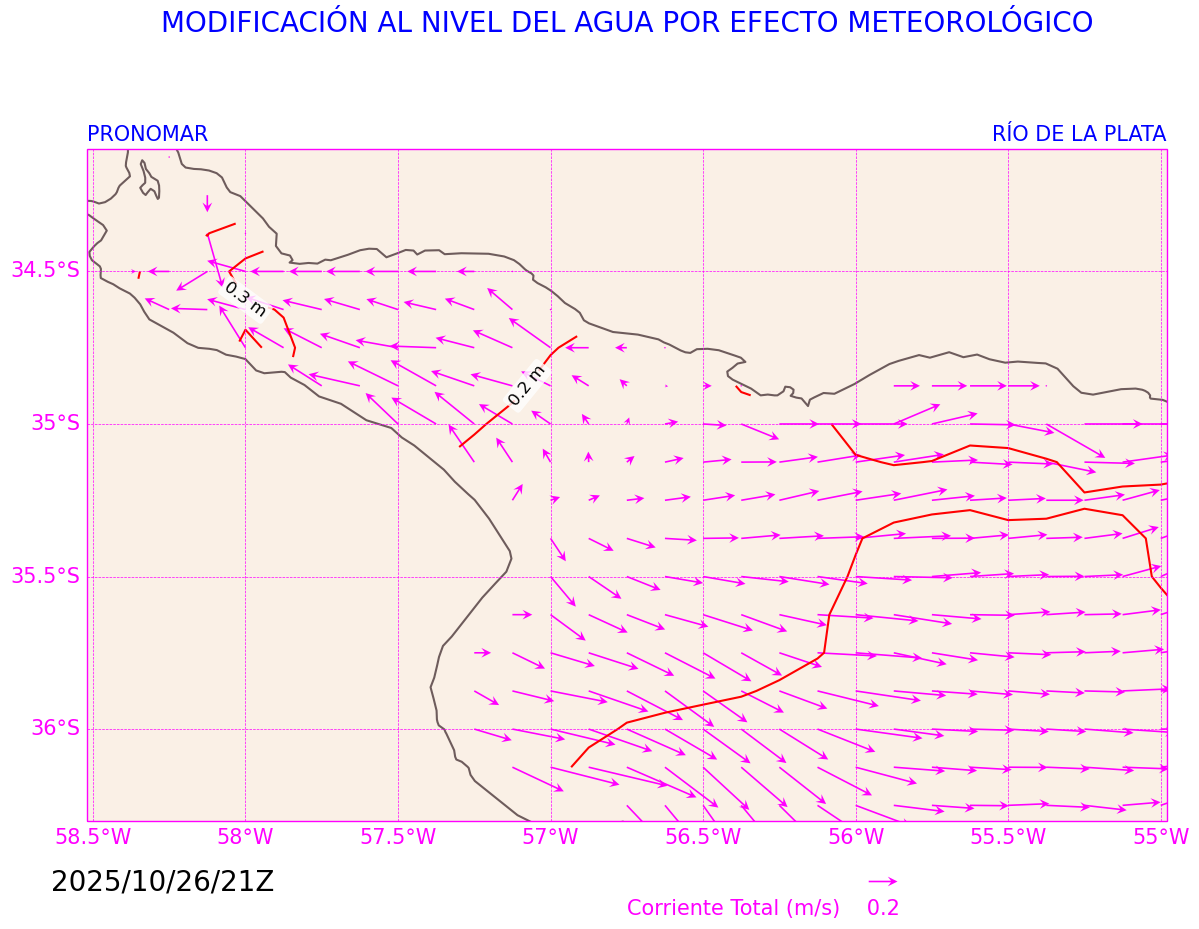 MODIFICACIÓN AL NIVEL DEL AGUA POR EFECTO METEOROLÓGICO
PRONOMAR
RÍO DE LA PLATA
0.3 m
0.2 m
34.5°S
35°S
35.5°S
36°S
58.5°W
58°W
57.5°W
57°W
56.5°W
56°W
55.5°W
55°W
2025/10/26/21Z
Corriente Total (m/s)
0.2